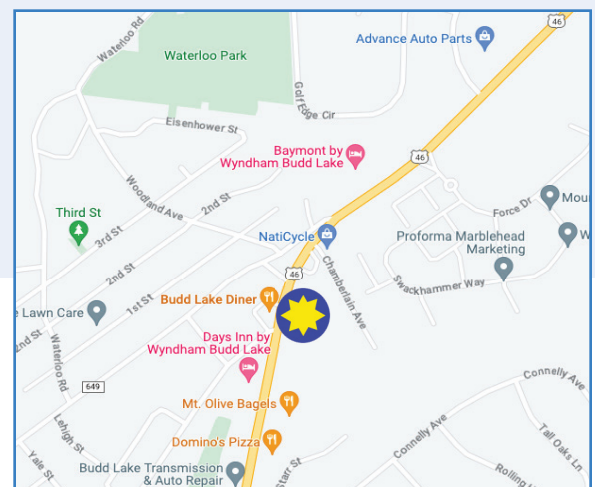 46
Waterloo Rd
Advance Auto Parts
Waterloo Park
Golf Edge Cir
Eisenhower St
Baymont by
Wyndham Budd Lake
46
Woodland Ave
2nd St
Force Dr
Third St
3rd St
NatiCycle
Proforma Marblehead
Marketing
2nd St
46
Chamberlain Ave
Swackhammer Way
1st St
Budd Lake Diner
Lawn Care
2nd St
Waterloo Rd
Days Inn by
Wyndham Budd Lake
649
Connelly Ave
Mt. Olive Bagels
Lehigh St
Connelly Ave
Tall Oaks Ln
Domino's Pizza
Yale St
Starr St
Budd Lake Transmission
& Auto Repair
Rolling